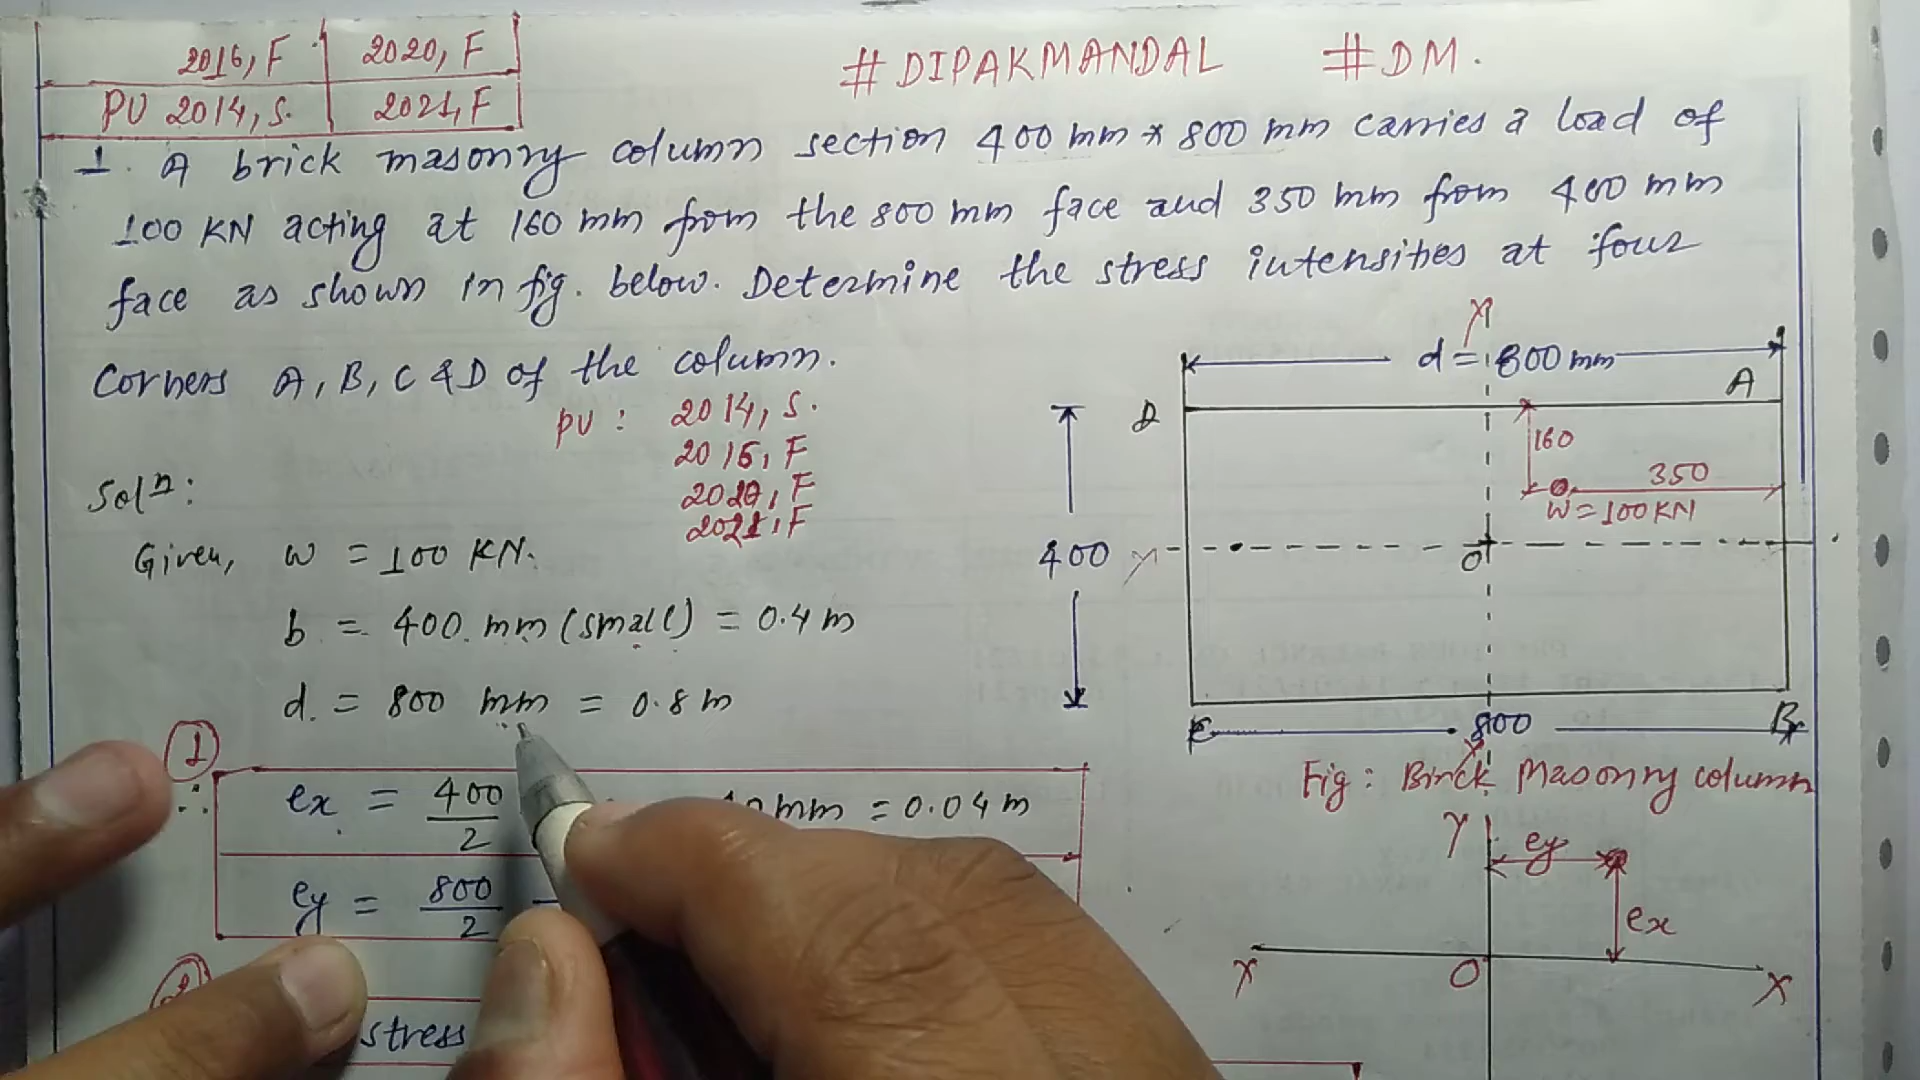 2016, F 2020, F
PU 2014, S. 2021, F
#DIPAKMANDAL #DM.
1. A brick masonry column section 400 mm * 800 mm carries a load of
100 KN acting at 160 mm from the 800 mm face and 350 mm from 400 mm
face as shown in fig. below. Determine the stress intensities at four
Corners A, B, C & D of the column.
PU : 2014, S.
2016, F
2020, F
2021, F
Sol^n:
Given, W = 100 KN.
b = 400 mm (small) = 0.4 m
d. = 800 mm = 0.8 m
1
∴ ex = 400/2 mm = 0.04 m
ey = 800/2 -
stress
d = 800 mm
D A
160
350
W = 100 KN
400
O
800
B
Fig : Brick Masonry column
Y ey
ex
X O X